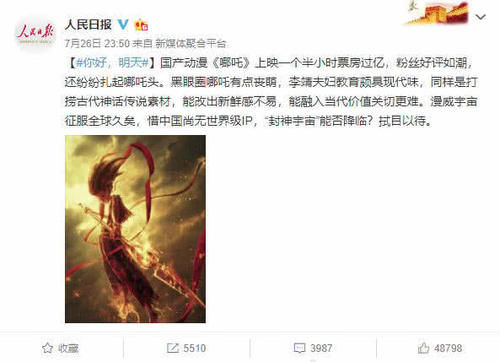 人民日报
人民日报
7月26日 23:50 来自 新媒体聚合平台
【#你好，明天#】国产动漫《哪吒》上映一个半小时票房过亿，粉丝好评如潮，
还纷纷扎起哪吒头。黑眼圈哪吒有点丧萌，李靖夫妇教育颇具现代味，同样是打
捞古代神话传说素材，能改出新鲜感不易，能融入当代价值关切更难。漫威宇宙
征服全球久矣，惜中国尚无世界级IP，“封神宇宙”能否降临？拭目以待。
收藏
5510
3987
48798